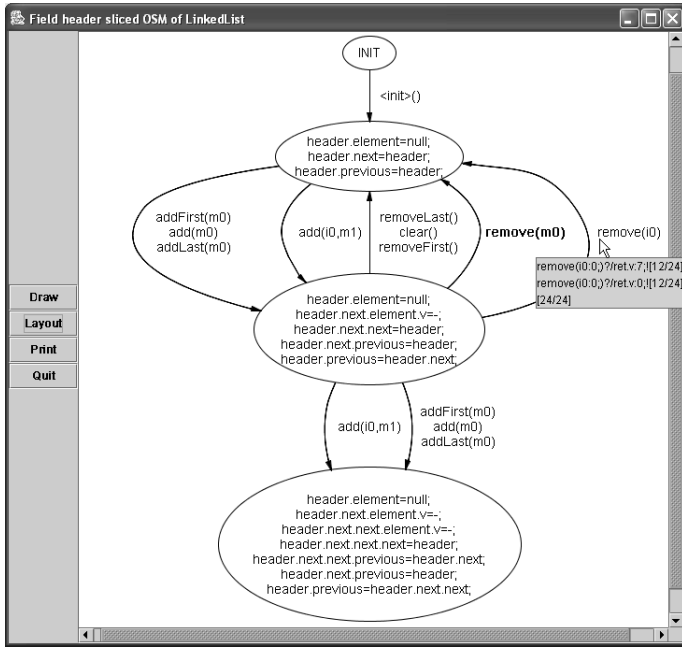 Field header sliced OSM of LinkedList
INIT
<init>()
header.element=null;
header.next=header;
header.previous=header;
addFirst(m0)
add(m0)
addLast(m0)
add(i0,m1)
removeLast()
clear()
removeFirst()
remove(m0)
remove(i0)
remove(i0:0;)?/ret.v:7;![12/24]
remove(i0:0;)?/ret.v:0;![12/24]
[24/24]
header.element=null;
header.next.element.v=-;
header.next.next=header;
header.next.previous=header;
header.previous=header.next;
Draw
Layout
Print
Quit
add(i0,m1)
addFirst(m0)
add(m0)
addLast(m0)
header.element=null;
header.next.element.v=-;
header.next.next.element.v=-;
header.next.next.next=header;
header.next.next.previous=header.next;
header.next.previous=header;
header.previous=header.next.next;